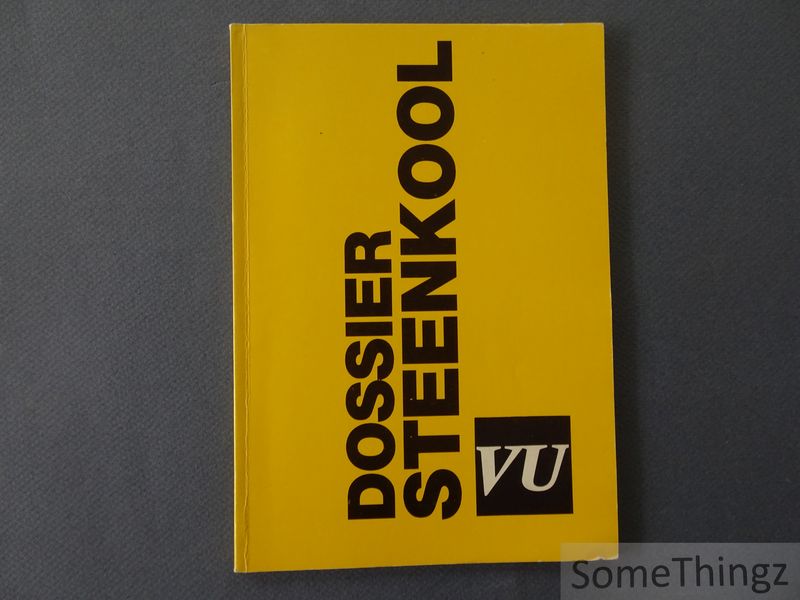 DOSSIER
STEENKOOL
VU
SomeThingz